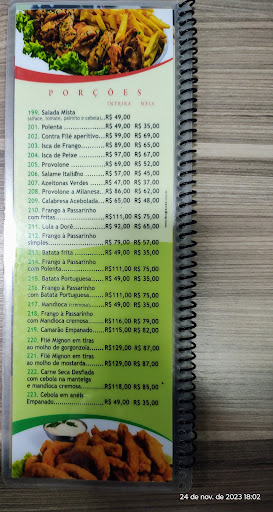 PORÇÕES
INTEIRA MEIA
199. Salada Mista
(alface, tomate, palmito e cebola)...R$ 49,00
201. Polenta ...R$ 49,00 R$ 35,00
202. Contra Filé aperitivo...R$ 99,00 R$ 69,00
203. Isca de Frango ...R$ 89,00 R$ 65,00
204. Isca de Peixe ...R$ 97,00 R$ 67,00
205. Provolone ...R$ 69,00 R$ 52,00
206. Salame Italiano ...R$ 57,00 R$ 45,00
207. Azeitonas Verdes ...R$ 47,00 R$ 37,00
208. Provolone a Milanesa...R$ 86,00 R$ 62,00
209. Calabresa Acebolada...R$ 65,00 R$ 48,00
210. Frango a Passarinho
com fritas...R$111,00 R$ 75,00
211. Lula a Dorê...R$ 92,00 R$ 65,00
212. Frango a Passarinho
simples...R$ 79,00 R$ 57,00
213. Batata frita ...R$ 49,00 R$ 35,00
214. Frango à Passarinho
com Polenta...R$111,00 R$ 75,00
215. Batata Portuguesa...R$ 49,00 R$ 35,00
216. Frango à Passarinho
com Batata Portuguesa...R$111,00 R$ 75,00
217. Mandioca cremosa...R$ 49,00 R$ 35,00
218. Frango à Passarinho
com Mandioca cremosa...R$116,00 R$ 79,00
219. Camarão Empanado...R$115,00 R$ 82,00
220. Filé Mignon em tiras
ao molho de gorgonzola...R$129,00 R$ 87,00
221. Filé Mignon em tiras
ao molho de mostarda...R$129,00 R$ 87,00
222. Carne Seca Desfiada
com cebola na manteiga
e mandioca cremosa...R$118,00 R$ 85,00
223. Cebola em anéis
Empanado...R$ 49,00 R$ 35,00
24 de nov. de 2023 18:02